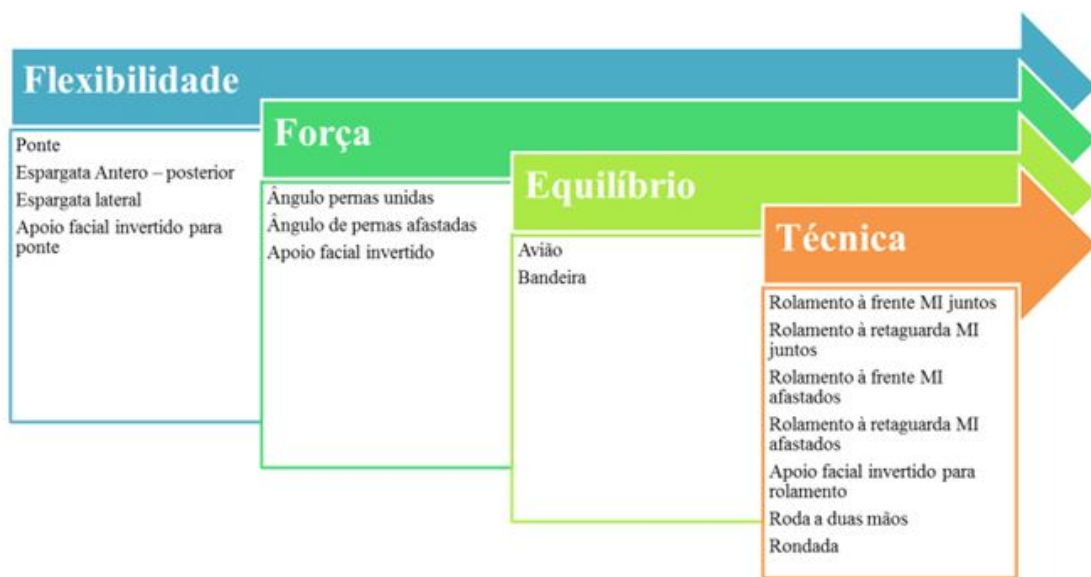 Flexibilidade
Ponte
Espargata Antero – posterior
Espargata lateral
Apoio facial invertido para
ponte
Força
Ângulo pernas unidas
Ângulo de pernas afastadas
Apoio facial invertido
Equilíbrio
Avião
Bandeira
Técnica
Rolamento à frente MI juntos
Rolamento à retaguarda MI
juntos
Rolamento à frente MI
afastados
Rolamento à retaguarda MI
afastados
Apoio facial invertido para
rolamento
Roda a duas mãos
Rondada